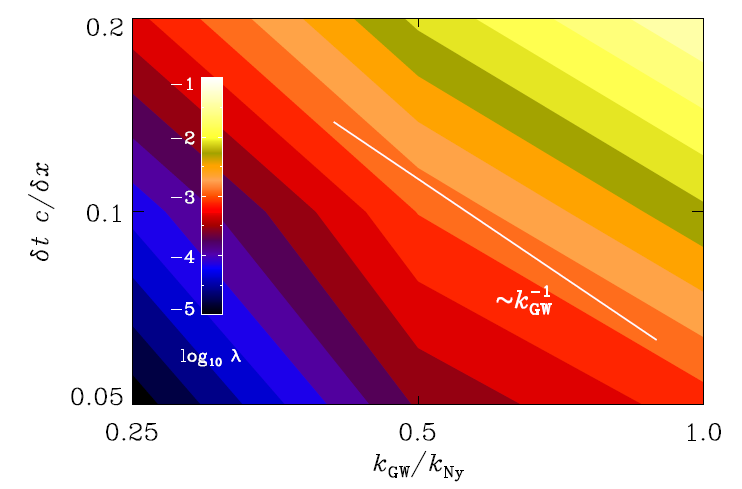 0.2
−1
−2
−3
−4
−5
log₁₀ λ
δt c/δx
0.1
~k_GW^−1
0.05
0.25 0.5 1.0
k_GW/k_Ny